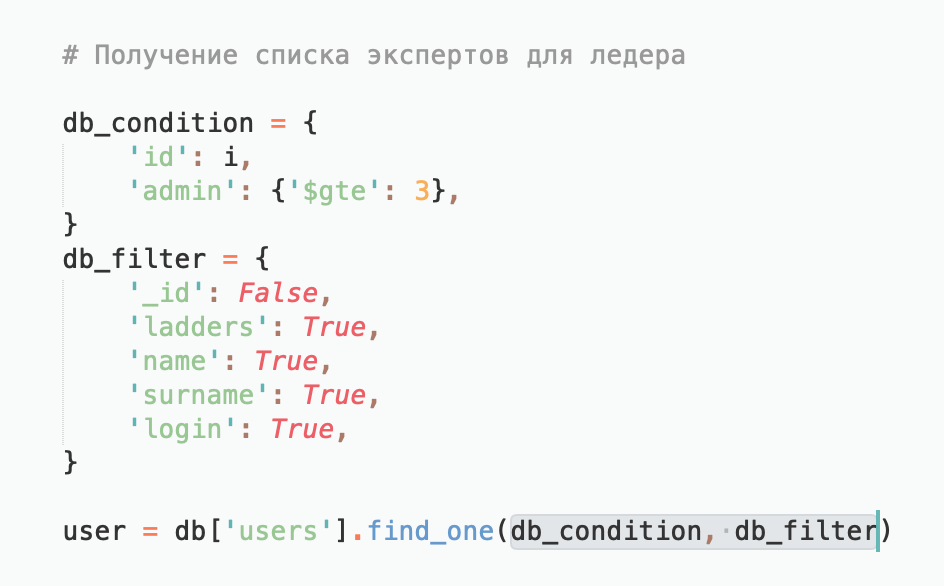 # Получение списка экспертов для ледера
db_condition = {
'id': i,
'admin': {'$gte': 3},
}
db_filter = {
'_id': False,
'ladders': True,
'name': True,
'surname': True,
'login': True,
}
user = db['users'].find_one(db_condition, db_filter)